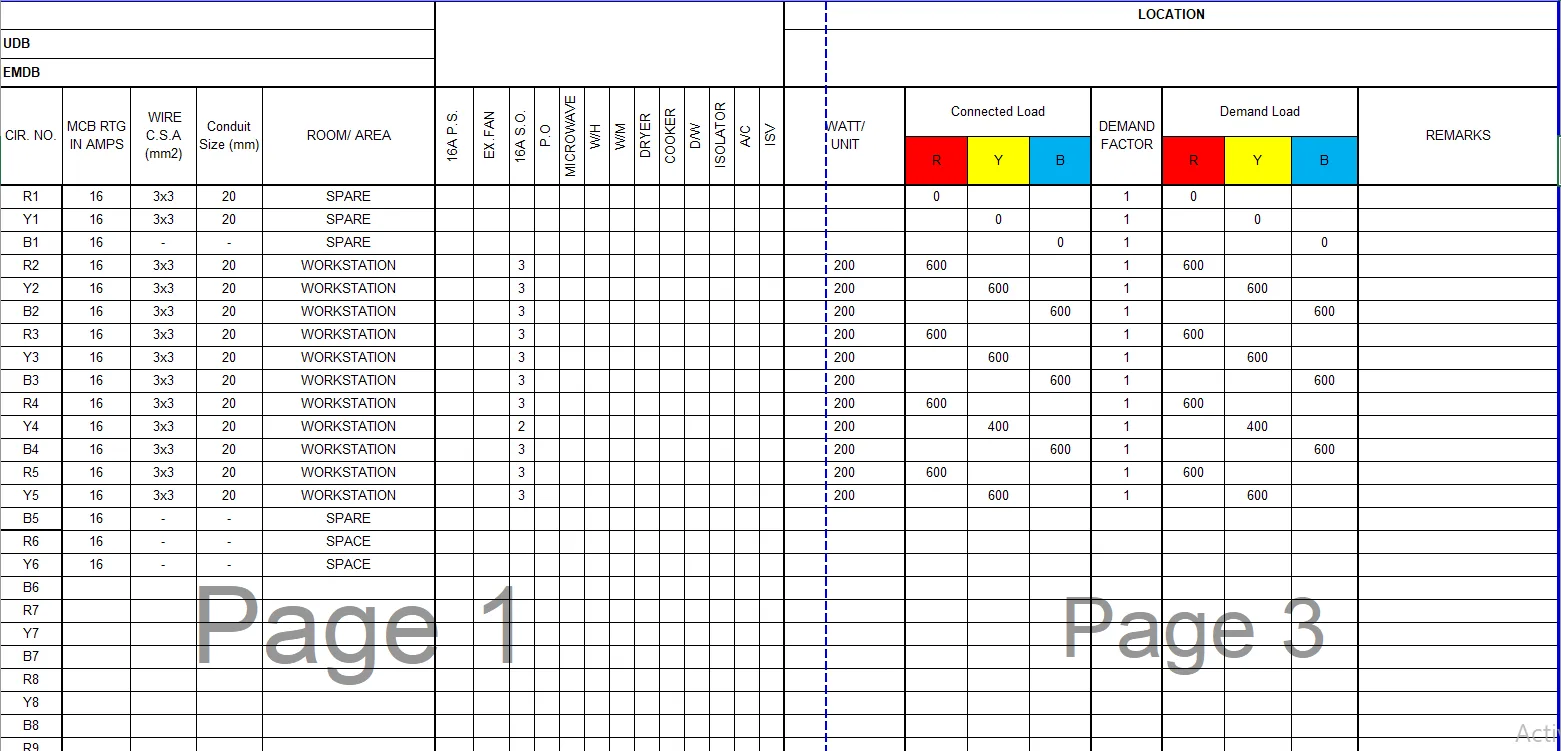 LOCATION
UDB
EMDB
CIR. NO. MCB RTG IN AMPS WIRE C.S.A (mm2) Conduit Size (mm) ROOM/ AREA 16A P.S. EX.FAN 16A S.O. P.O MICROWAVE W/H W/M DRYER COOKER D/W ISOLATOR A/C ISV WATT/ UNIT Connected Load DEMAND FACTOR Demand Load REMARKS
R Y B R Y B
R1 16 3x3 20 SPARE 0 1 0
Y1 16 3x3 20 SPARE 0 1 0
B1 16 - - SPARE 0 1 0
R2 16 3x3 20 WORKSTATION 3 200 600 1 600
Y2 16 3x3 20 WORKSTATION 3 200 600 1 600
B2 16 3x3 20 WORKSTATION 3 200 600 1 600
R3 16 3x3 20 WORKSTATION 3 200 600 1 600
Y3 16 3x3 20 WORKSTATION 3 200 600 1 600
B3 16 3x3 20 WORKSTATION 3 200 600 1 600
R4 16 3x3 20 WORKSTATION 3 200 600 1 600
Y4 16 3x3 20 WORKSTATION 2 200 400 1 400
B4 16 3x3 20 WORKSTATION 3 200 600 1 600
R5 16 3x3 20 WORKSTATION 3 200 600 1 600
Y5 16 3x3 20 WORKSTATION 3 200 600 1 600
B5 16 - - SPARE
R6 16 - - SPACE
Y6 16 - - SPACE
B6
R7
Y7
Page 1 Page 3
B7
R8
Y8
B8
R9